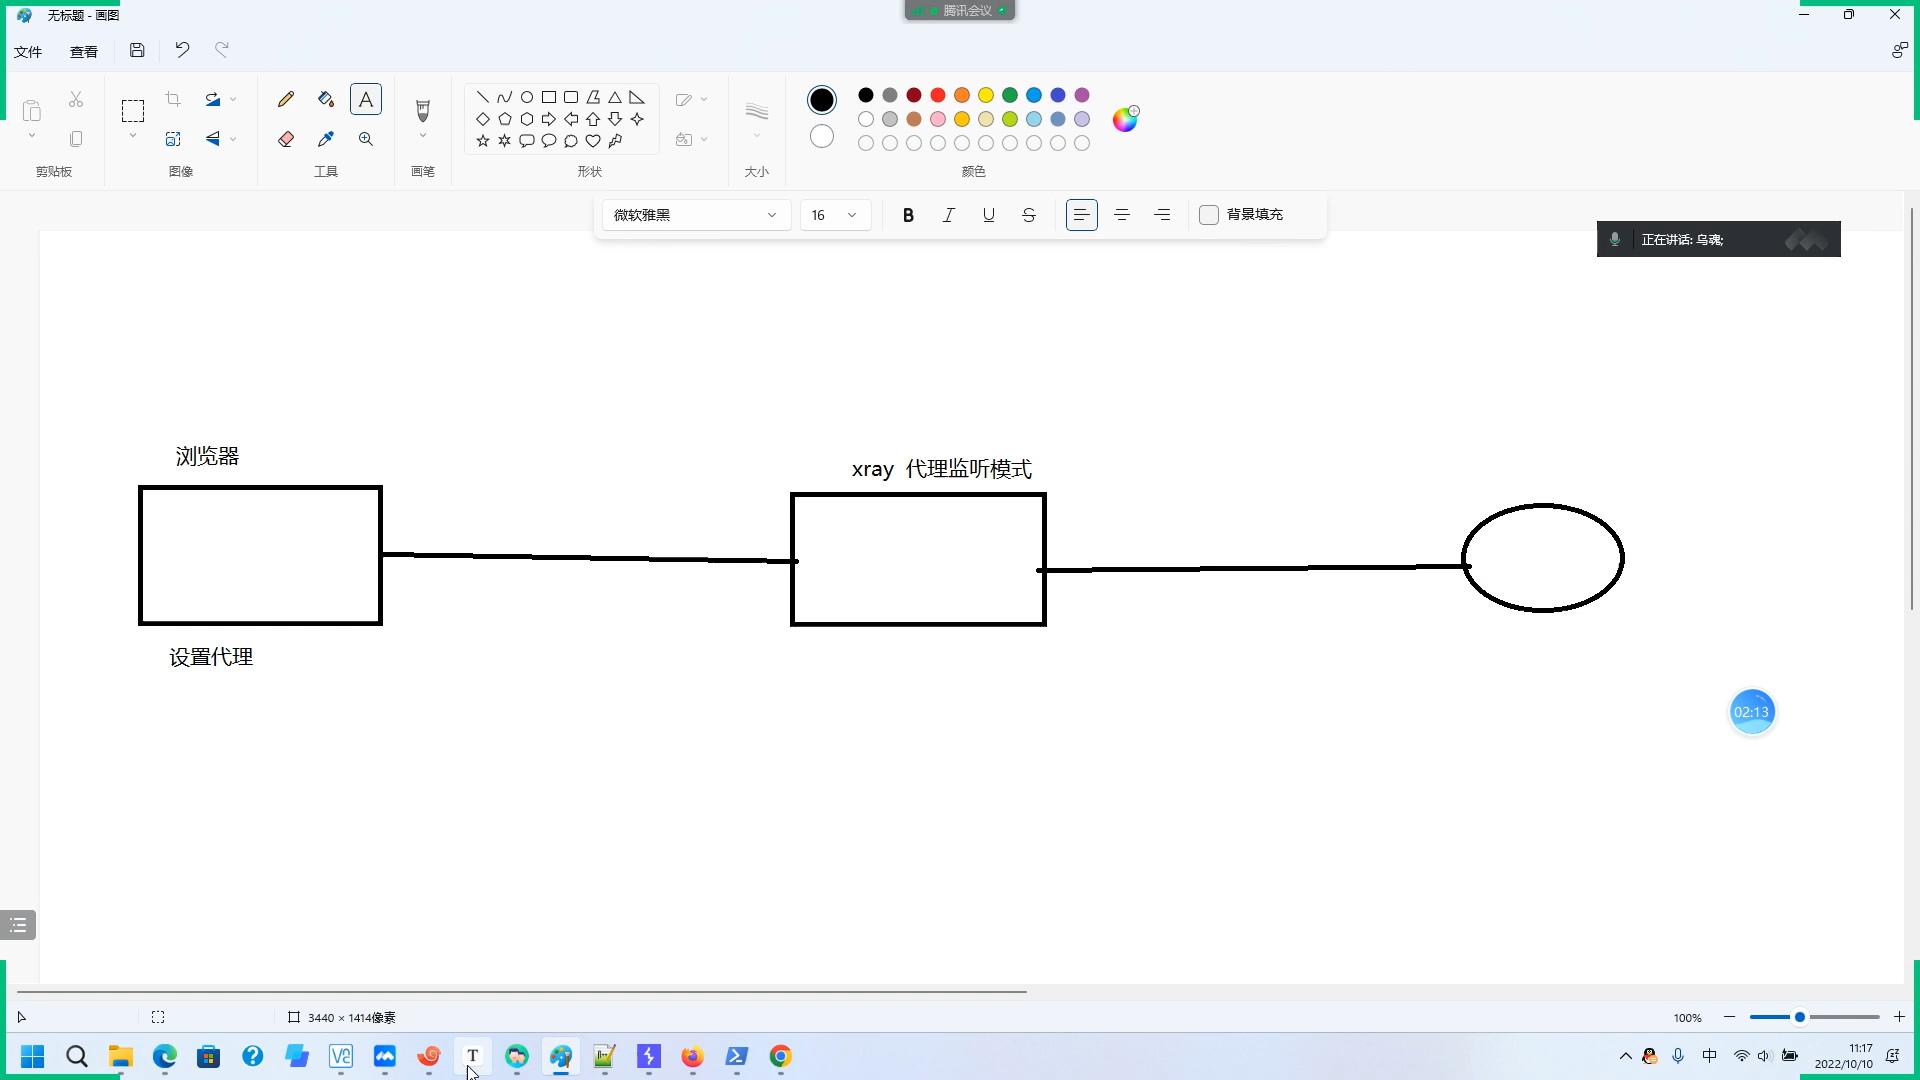 无标题 - 画图
腾讯会议
文件
查看
剪贴板
图像
工具
画笔
形状
大小
颜色
微软雅黑
16
B
I
U
S
背景填充
正在讲话: 乌魂;
浏览器
xray 代理监听模式
设置代理
02:13
3440 × 1414像素
100%
中
11:17
2022/10/10